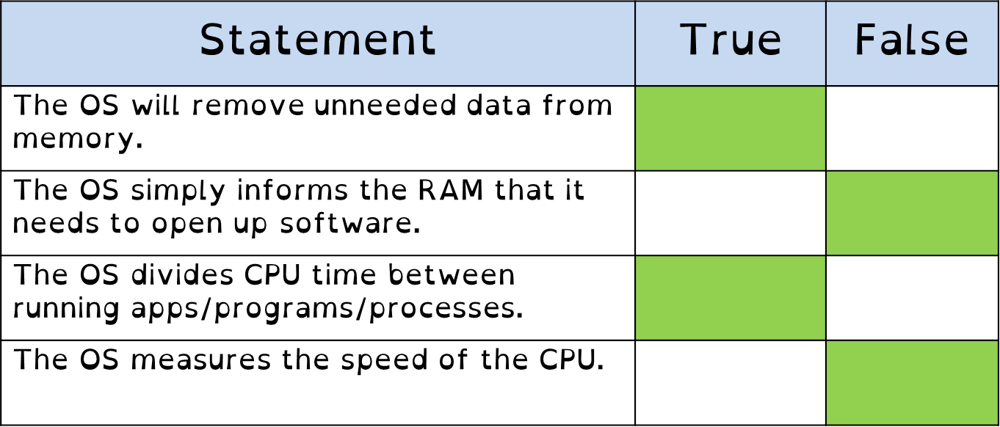 Statement True False
The OS will remove unneeded data from
memory.
The OS simply informs the RAM that it
needs to open up software.
The OS divides CPU time between
running apps/programs/processes.
The OS measures the speed of the CPU.